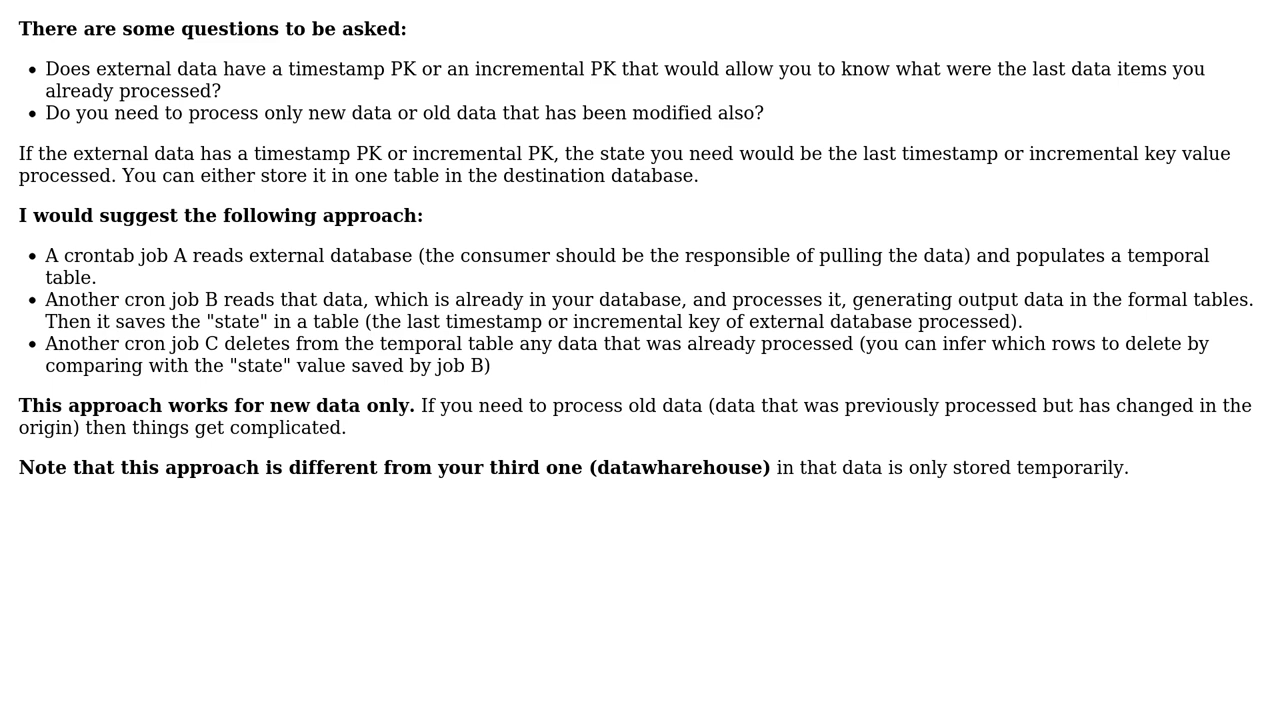 There are some questions to be asked:
• Does external data have a timestamp PK or an incremental PK that would allow you to know what were the last data items you
already processed?
• Do you need to process only new data or old data that has been modified also?
If the external data has a timestamp PK or incremental PK, the state you need would be the last timestamp or incremental key value
processed. You can either store it in one table in the destination database.
I would suggest the following approach:
• A crontab job A reads external database (the consumer should be the responsible of pulling the data) and populates a temporal
table.
• Another cron job B reads that data, which is already in your database, and processes it, generating output data in the formal tables.
Then it saves the "state" in a table (the last timestamp or incremental key of external database processed).
• Another cron job C deletes from the temporal table any data that was already processed (you can infer which rows to delete by
comparing with the "state" value saved by job B)
This approach works for new data only. If you need to process old data (data that was previously processed but has changed in the
origin) then things get complicated.
Note that this approach is different from your third one (datawharehouse) in that data is only stored temporarily.